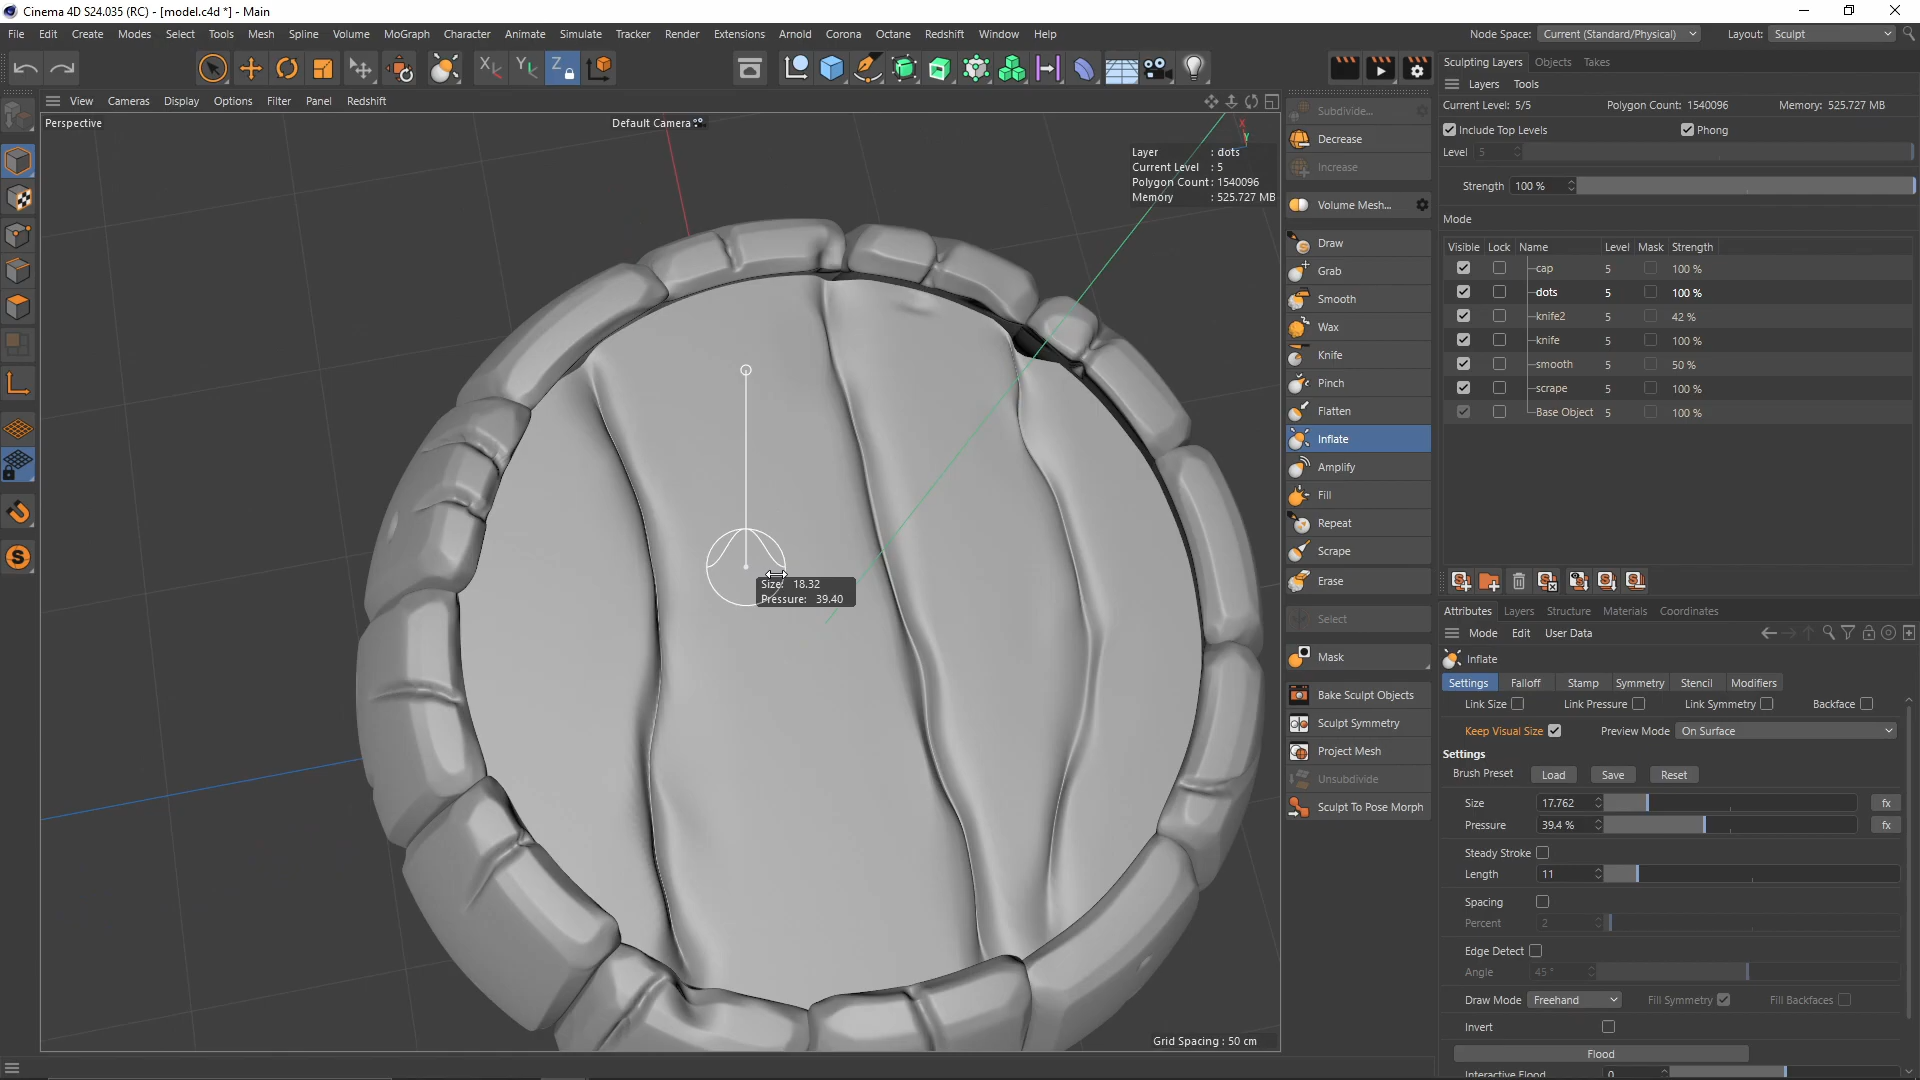 Cinema 4D S24.035 (RC) - [model.c4d *] - Main
File Edit Create Modes Select Tools Mesh Spline Volume MoGraph Character Animate Simulate Tracker Render Extensions Arnold Corona Octane Redshift Window Help
Node Space: Current (Standard/Physical) Layout: Sculpt
X Y Z
Sculpting Layers Objects Takes
Layers Tools
View Cameras Display Options Filter Panel Redshift
Perspective
Default Camera
X
Y
Layer : dots
Current Level : 5
Polygon Count: 1540096
Memory : 525.727 MB
Size: 18.32
Pressure: 39.40
Grid Spacing : 50 cm
Subdivide...
Decrease
Increase
Volume Mesh...
Draw
Grab
Smooth
Wax
Knife
Pinch
Flatten
Inflate
Amplify
Fill
Repeat
Scrape
Erase
Select
Mask
Bake Sculpt Objects
Sculpt Symmetry
Project Mesh
Unsubdivide
Sculpt To Pose Morph
Current Level: 5/5 Polygon Count: 1540096 Memory: 525.727 MB
Include Top Levels Phong
Level 5
Strength 100 %
Mode
Visible Lock Name Level Mask Strength
cap 5 100 %
dots 5 100 %
knife2 5 42 %
knife 5 100 %
smooth 5 50 %
scrape 5 100 %
Base Object 5 100 %
Attributes Layers Structure Materials Coordinates
Mode Edit User Data
Inflate
Settings Falloff Stamp Symmetry Stencil Modifiers
Link Size Link Pressure Link Symmetry Backface
Keep Visual Size Preview Mode On Surface
Settings
Brush Preset Load Save Reset
Size 17.762 fx
Pressure 39.4 % fx
Steady Stroke
Length 11
Spacing
Percent 2
Edge Detect
Angle 45 °
Draw Mode Freehand Fill Symmetry Fill Backfaces
Invert
Flood
Interactive Flood 0